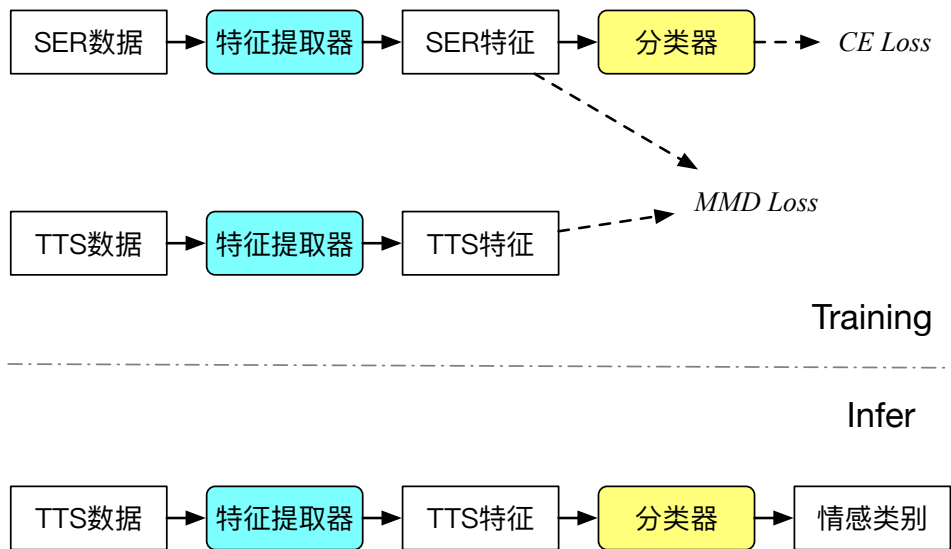 SER数据
特征提取器
SER特征
分类器
CE Loss
MMD Loss
TTS数据
特征提取器
TTS特征
Training
Infer
TTS数据
特征提取器
TTS特征
分类器
情感类别